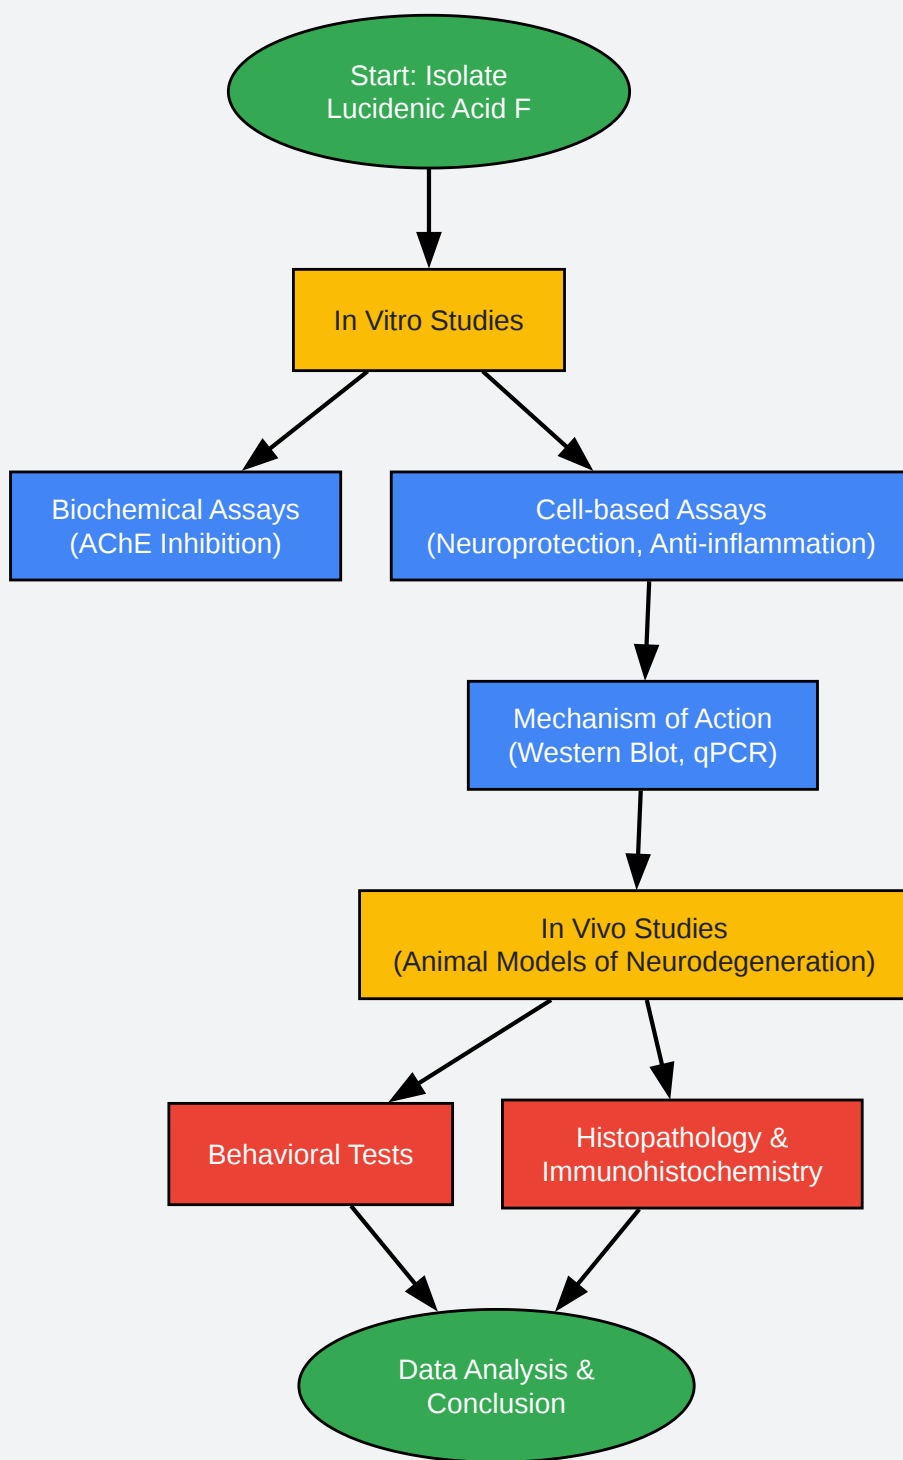 Start: Isolate
Lucidenic Acid F
In Vitro Studies
Biochemical Assays
(AChE Inhibition)
Cell-based Assays
(Neuroprotection, Anti-inflammation)
Mechanism of Action
(Western Blot, qPCR)
In Vivo Studies
(Animal Models of Neurodegeneration)
Behavioral Tests
Histopathology &
Immunohistochemistry
Data Analysis &
Conclusion